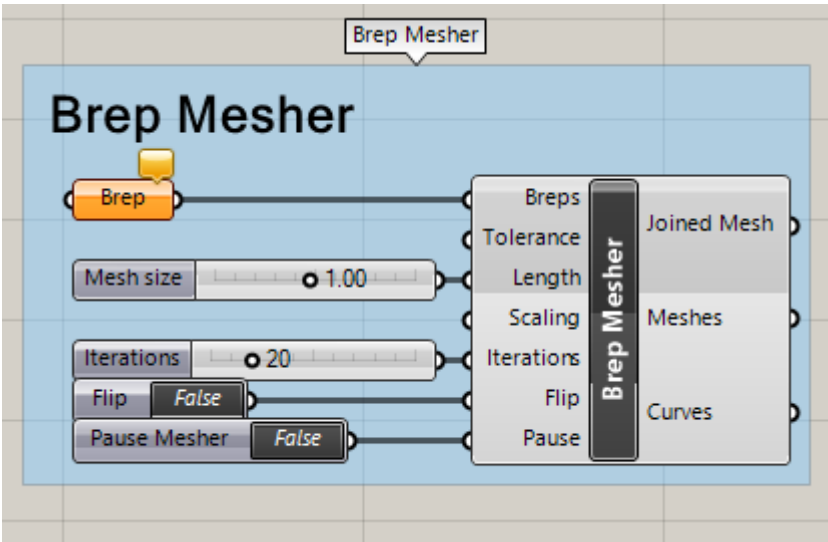 Brep Mesher
Brep Mesher
Brep
Mesh size 1.00
Iterations 20
Flip False
Pause Mesher False
Breps
Tolerance
Length
Scaling
Iterations
Flip
Pause
Brep Mesher
Joined Mesh
Meshes
Curves